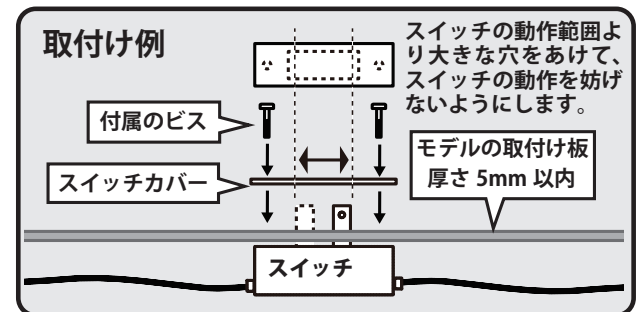 取付け例
スイッチの動作範囲よ
り大きな穴をあけて、
スイッチの動作を妨げ
ないようにします。
付属のビス
スイッチカバー
モデルの取付け板
厚さ 5mm 以内
スイッチ